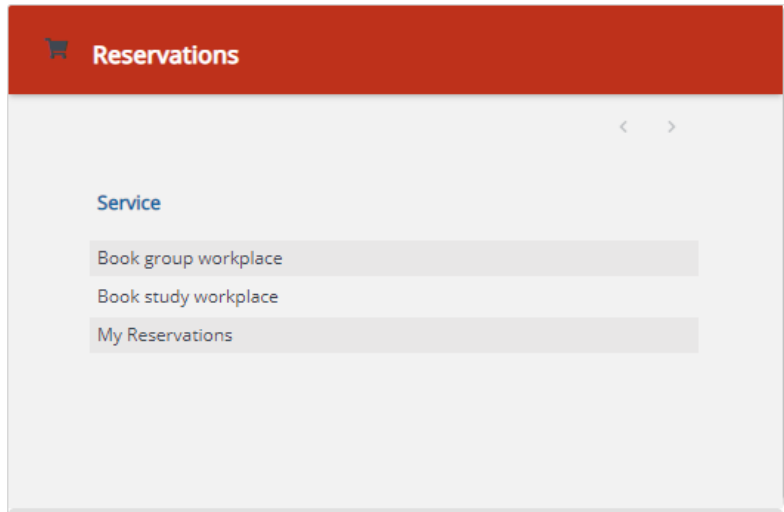 Reservations
Service
Book group workplace
Book study workplace
My Reservations